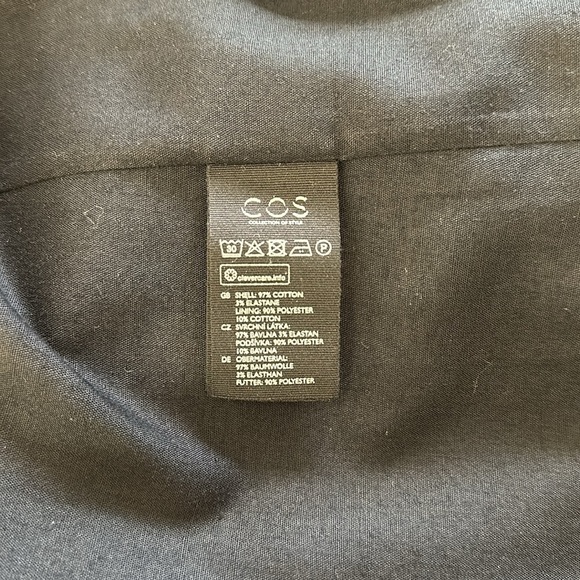 COS
COLLECTION OF STYLE
30 P
clevercare.info
GB SHELL: 97% COTTON
3% ELASTANE
LINING: 90% POLYESTER
10% COTTON
CZ SVRCHNÍ LÁTKA:
97% BAVLNA 3% ELASTAN
PODŠÍVKA: 90% POLYESTER
10% BAVLNA
DE OBERMATERIAL:
97% BAUMWOLLE
3% ELASTHAN
FUTTER: 90% POLYESTER